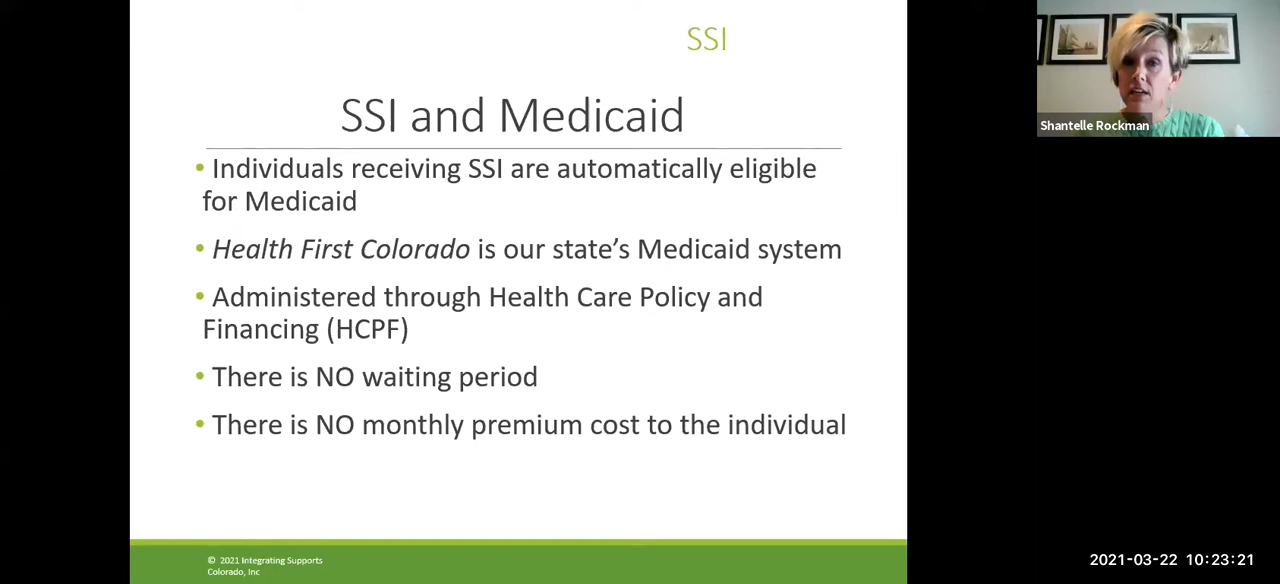 SSI
SSI and Medicaid
• Individuals receiving SSI are automatically eligible
for Medicaid
• Health First Colorado is our state’s Medicaid system
• Administered through Health Care Policy and
Financing (HCPF)
• There is NO waiting period
• There is NO monthly premium cost to the individual
© 2021 Integrating Supports
Colorado, Inc
Shantelle Rockman
2021-03-22 10:23:21